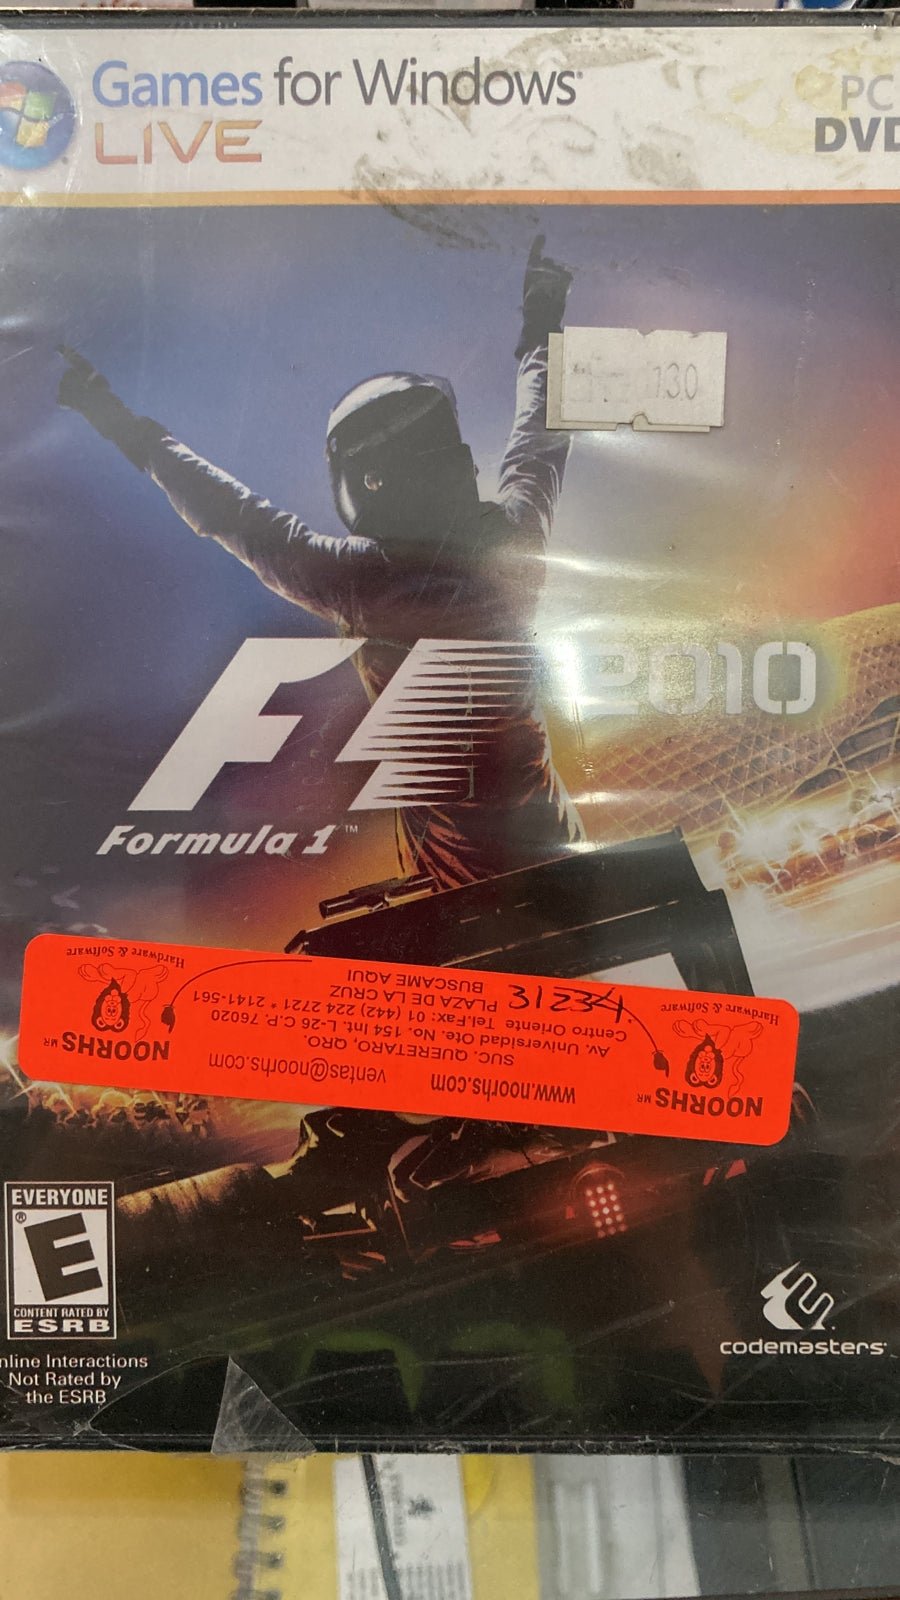 Games for Windows
LIVE
PC
DVD
130
F1 2010
Formula 1™
NOORHS MR
Hardware & Software
www.noorhs.com ventas@noorhs.com
SUC. QUERETARO, QRO.
Av. Universidad Ote. No. 154 Int. L-26 C.P. 76020
Centro Oriente Tel.Fax: 01 (442) 224 2721 * 2141-561
PLAZA DE LA CRUZ
BUSCAME AQUI
NOORHS MR
Hardware & Software
EVERYONE
E
CONTENT RATED BY
ESRB
nline Interactions
Not Rated by
the ESRB
codemasters